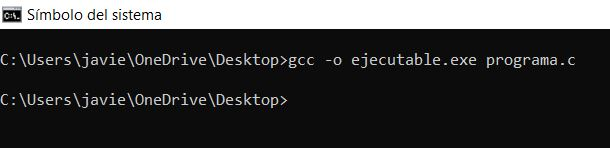 Símbolo del sistema
C:\Users\javie\OneDrive\Desktop>gcc -o ejecutable.exe programa.c
C:\Users\javie\OneDrive\Desktop>